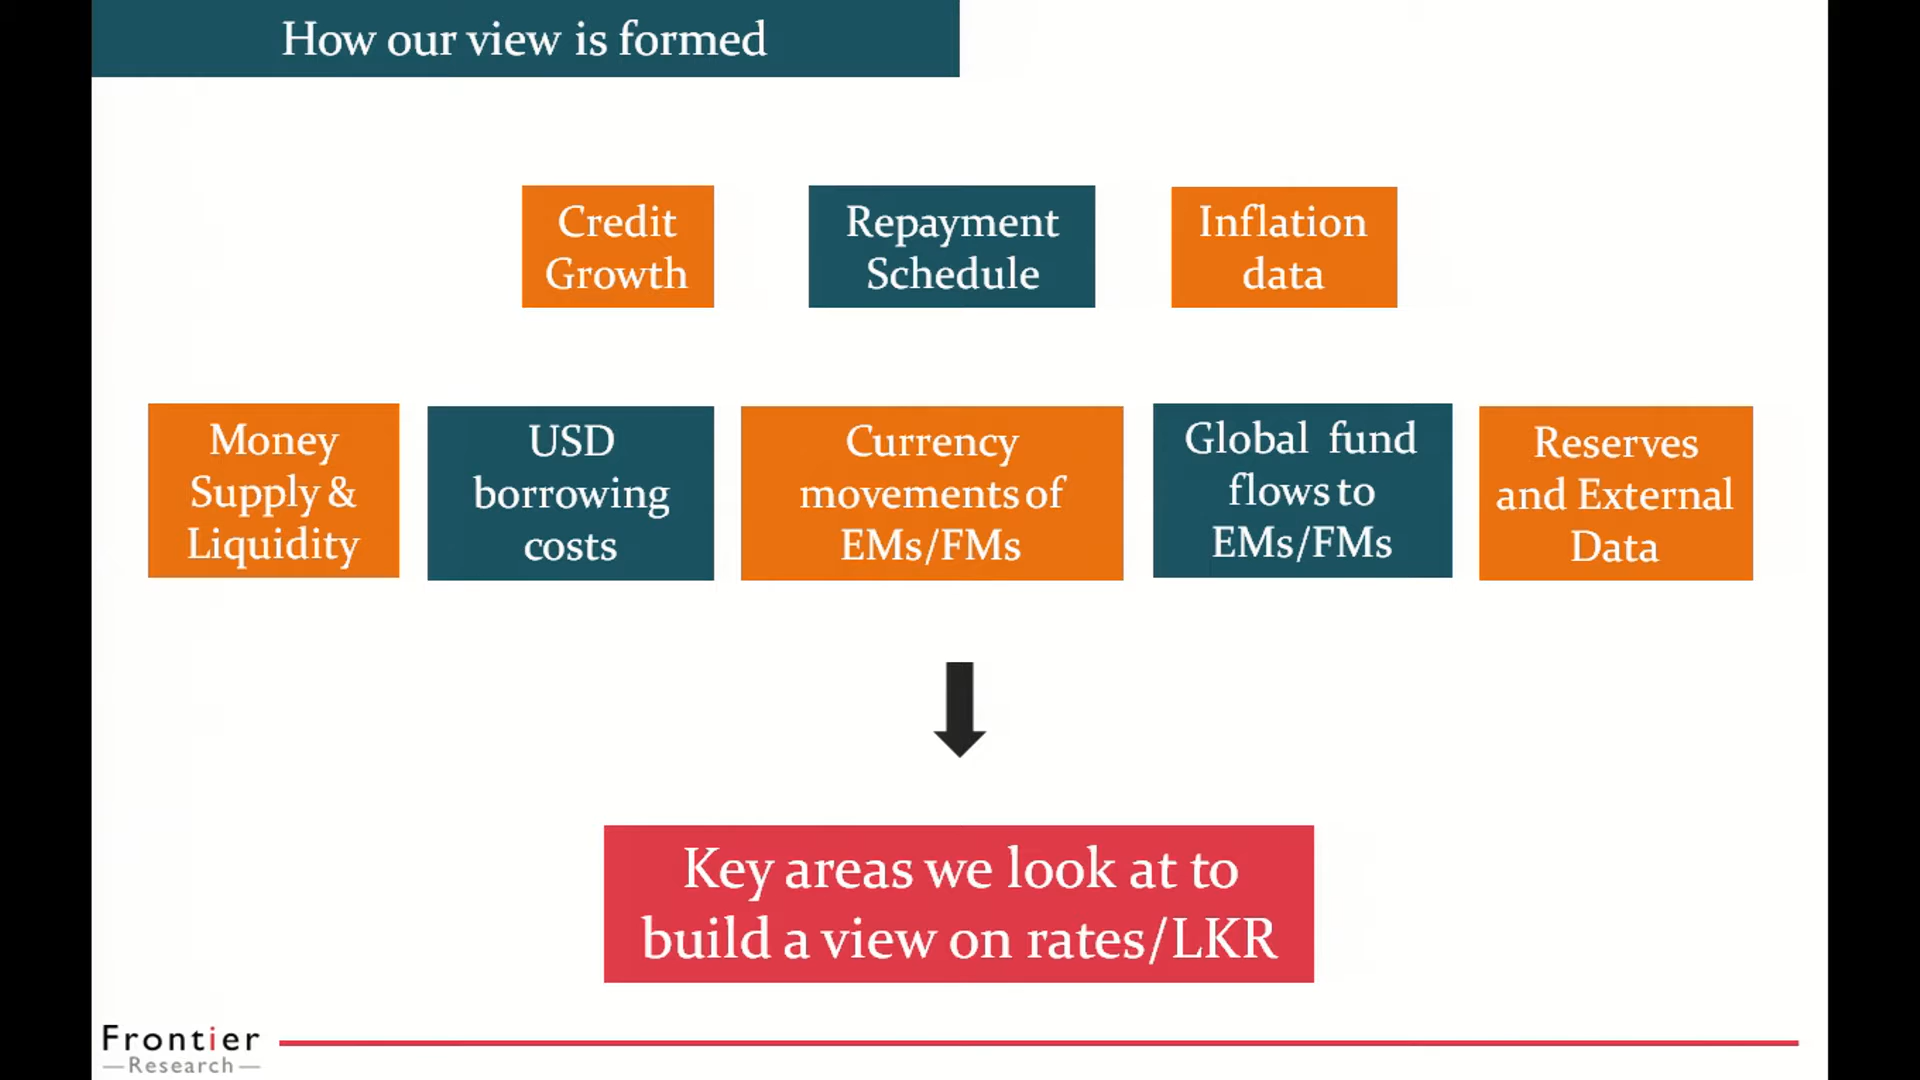 How our view is formed
Credit
Growth
Repayment
Schedule
Inflation
data
Money
Supply &
Liquidity
USD
borrowing
costs
Currency
movements of
EMs/FMs
Global fund
flows to
EMs/FMs
Reserves
and External
Data
Key areas we look at to
build a view on rates/LKR
Frontier
—Research—